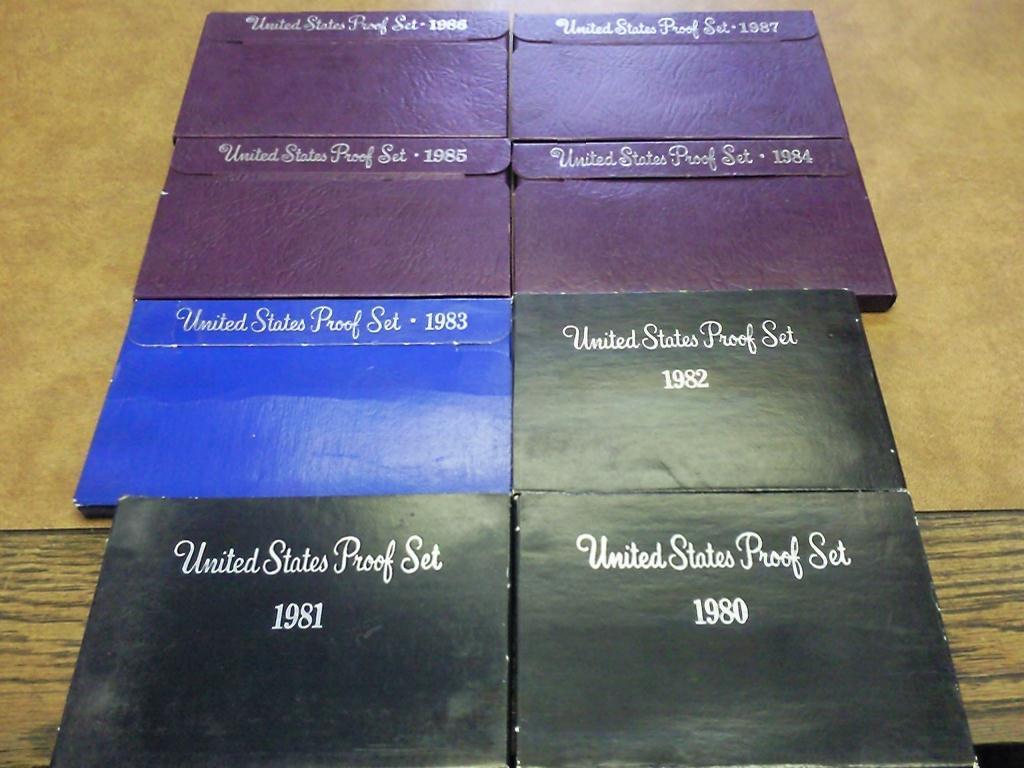 United States Proof Set · 1986
United States Proof Set · 1987
United States Proof Set · 1985
United States Proof Set · 1984
United States Proof Set · 1983
United States Proof Set
1982
United States Proof Set
1981
United States Proof Set
1980